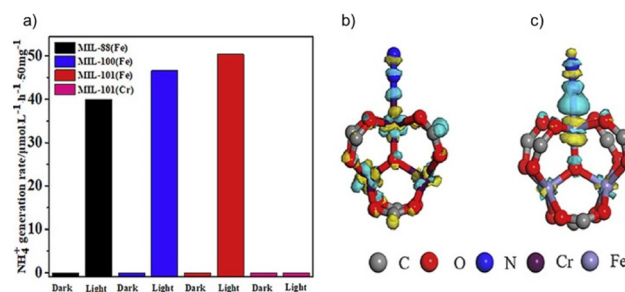 a)
b)
c)
NH4+ generation rate/μmol·L-1·h-1·50mg-1
50
40
30
20
10
0
MIL-88(Fe)
MIL-100(Fe)
MIL-101(Fe)
MIL-101(Cr)
Dark Light Dark Light Dark Light Dark Light
C O N Cr Fe